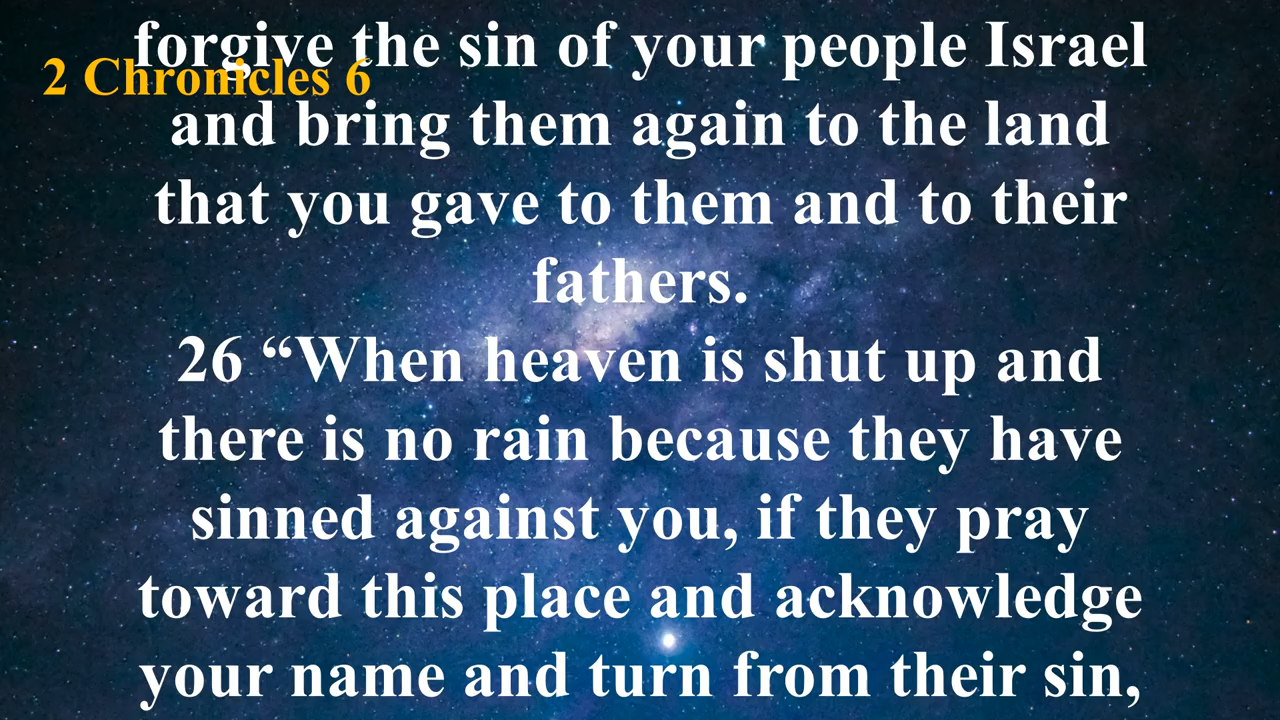 forgive the sin of your people Israel
2 Chronicles 6
and bring them again to the land
that you gave to them and to their
fathers.
26 “When heaven is shut up and
there is no rain because they have
sinned against you, if they pray
toward this place and acknowledge
your name and turn from their sin,